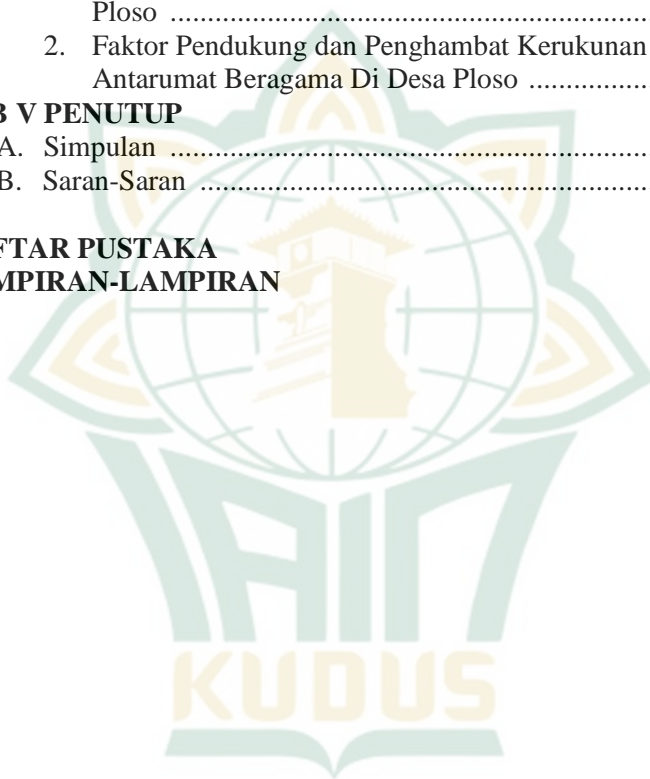 Ploso ............................................................
2. Faktor Pendukung dan Penghambat Kerukunan
Antarumat Beragama Di Desa Ploso ................
B V PENUTUP
A. Simpulan ................................................................
B. Saran-Saran ............................................................
FTAR PUSTAKA
MPIRAN-LAMPIRAN
IAIN
KUDUS